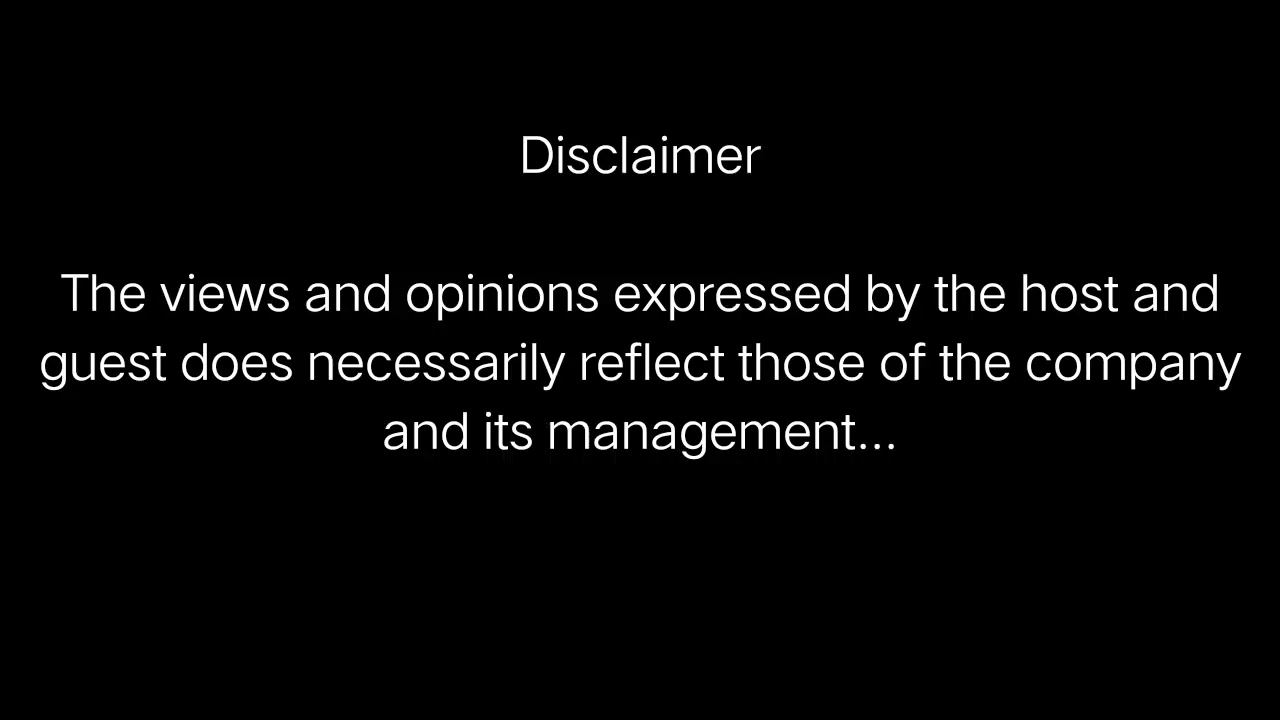 Disclaimer
The views and opinions expressed by the host and
guest does necessarily reflect those of the company
and its management...